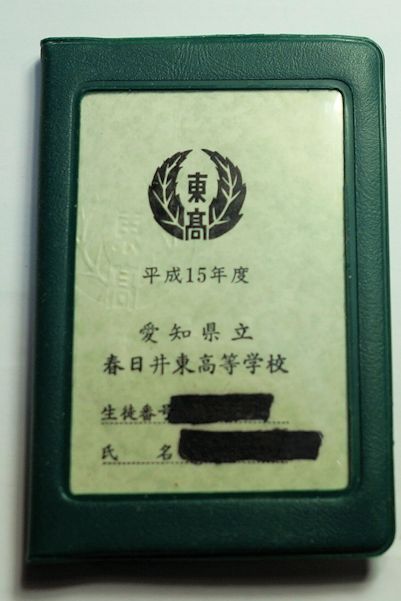 東高
平成15年度
愛知県立
春日井東高等学校
生徒番号
氏名